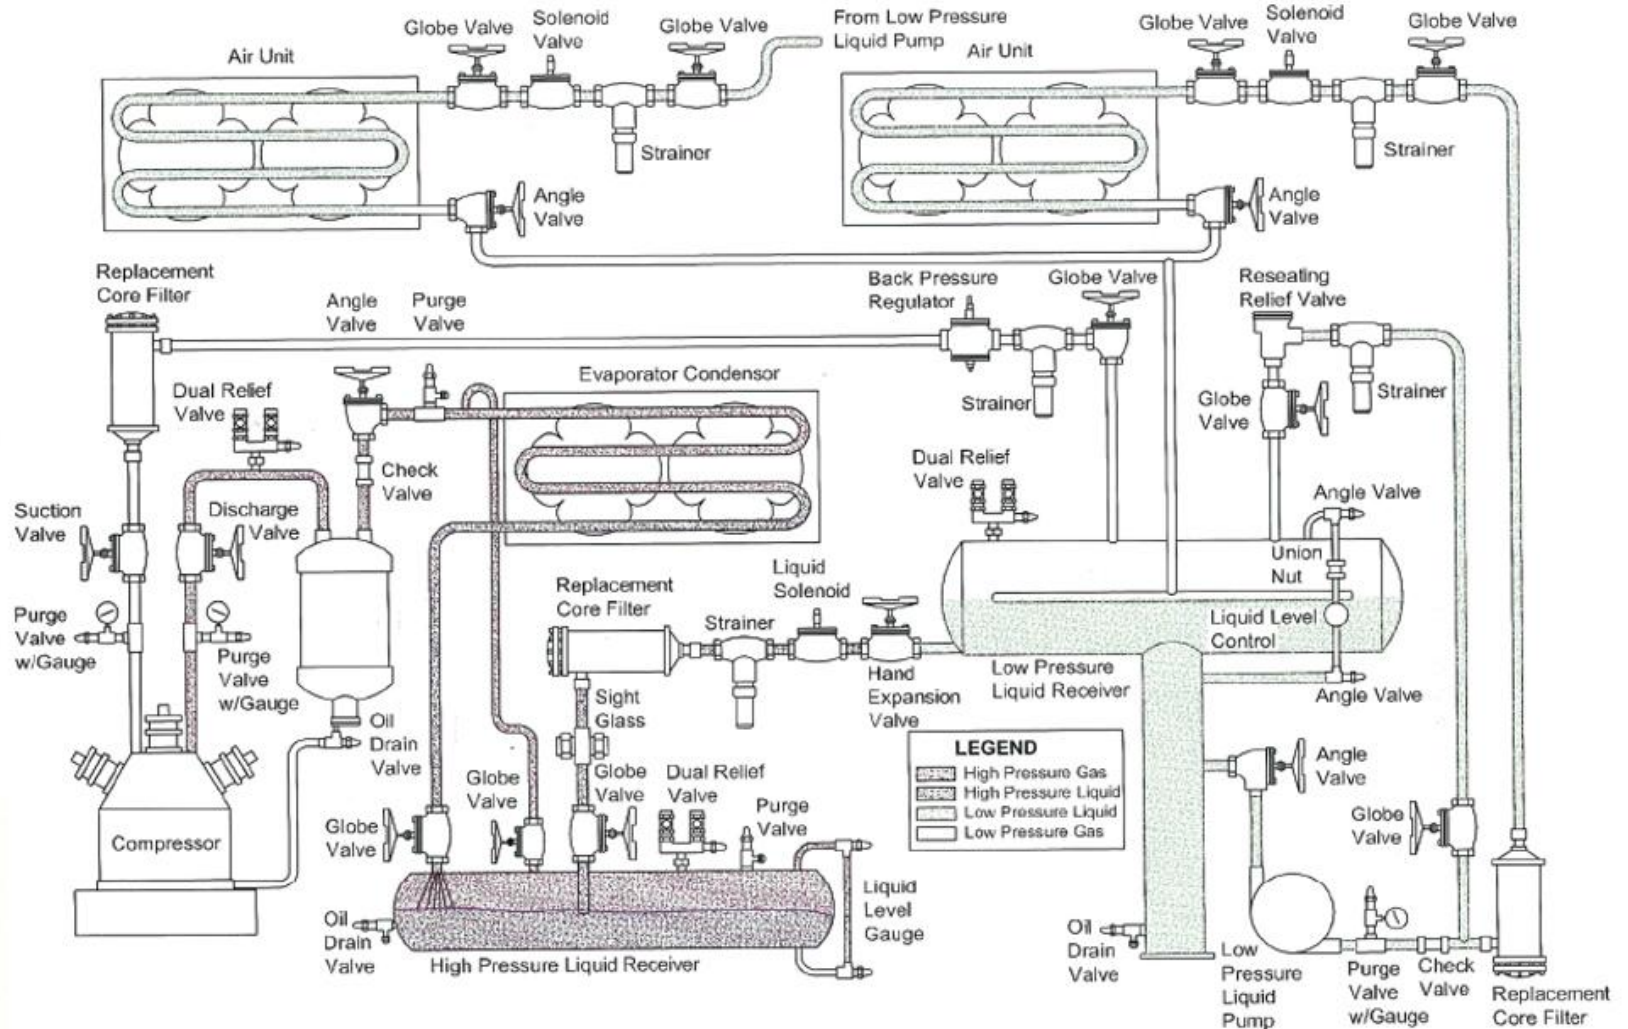 Globe Valve
Solenoid
Valve
Globe Valve
From Low Pressure
Liquid Pump
Globe Valve
Solenoid
Valve
Globe Valve
Air Unit
Air Unit
Strainer
Strainer
Angle
Valve
Angle
Valve
Replacement
Core Filter
Angle
Valve
Purge
Valve
Back Pressure
Regulator
Globe Valve
Reseating
Relief Valve
Evaporator Condensor
Dual Relief
Valve
Strainer
Globe
Valve
Strainer
Check
Valve
Dual Relief
Valve
Angle Valve
Suction
Valve
Discharge
Valve
Union
Nut
Replacement
Core Filter
Liquid
Solenoid
Purge
Valve
w/Gauge
Strainer
Liquid Level
Control
Purge
Valve
w/Gauge
Sight
Glass
Hand
Expansion
Valve
Low Pressure
Liquid Receiver
Angle Valve
Oil
Drain
Valve
LEGEND
High Pressure Gas
High Pressure Liquid
Low Pressure Liquid
Low Pressure Gas
Angle
Valve
Globe
Valve
Globe
Valve
Dual Relief
Valve
Purge
Valve
Globe
Valve
Globe
Valve
Compressor
Liquid
Level
Gauge
Oil
Drain
Valve
High Pressure Liquid Receiver
Oil
Drain
Valve
Low
Pressure
Liquid
Pump
Purge
Valve
w/Gauge
Check
Valve
Replacement
Core Filter